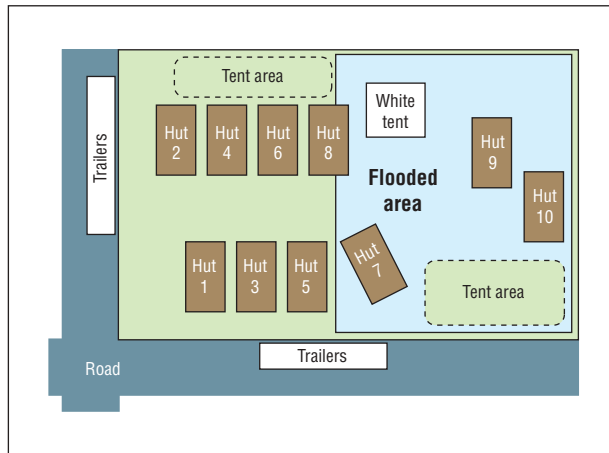 Tent area
Trailers
White
tent
Hut
2
Hut
4
Hut
6
Hut
8
Hut
9
Flooded
area
Hut
10
Hut
1
Hut
3
Hut
5
Hut
7
Tent area
Trailers
Road